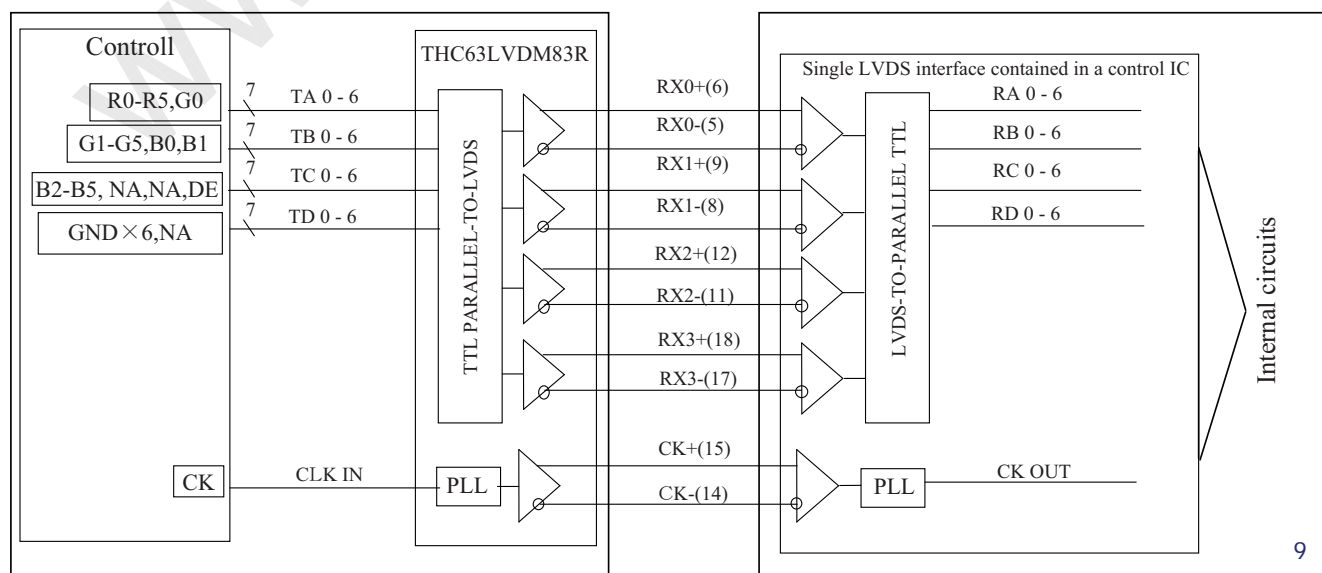 Controll
R0-R5,G0
G1-G5,B0,B1
B2-B5, NA,NA,DE
GND×6,NA
CK
7
TA 0 - 6
7
TB 0 - 6
7
TC 0 - 6
7
TD 0 - 6
CLK IN
THC63LVDM83R
TTL PARALLEL-TO-LVDS
PLL
RX0+(6)
RX0-(5)
RX1+(9)
RX1-(8)
RX2+(12)
RX2-(11)
RX3+(18)
RX3-(17)
CK+(15)
CK-(14)
Single LVDS interface contained in a control IC
LVDS-TO-PARALLEL TTL
PLL
RA 0 - 6
RB 0 - 6
RC 0 - 6
RD 0 - 6
CK OUT
Internal circuits
9